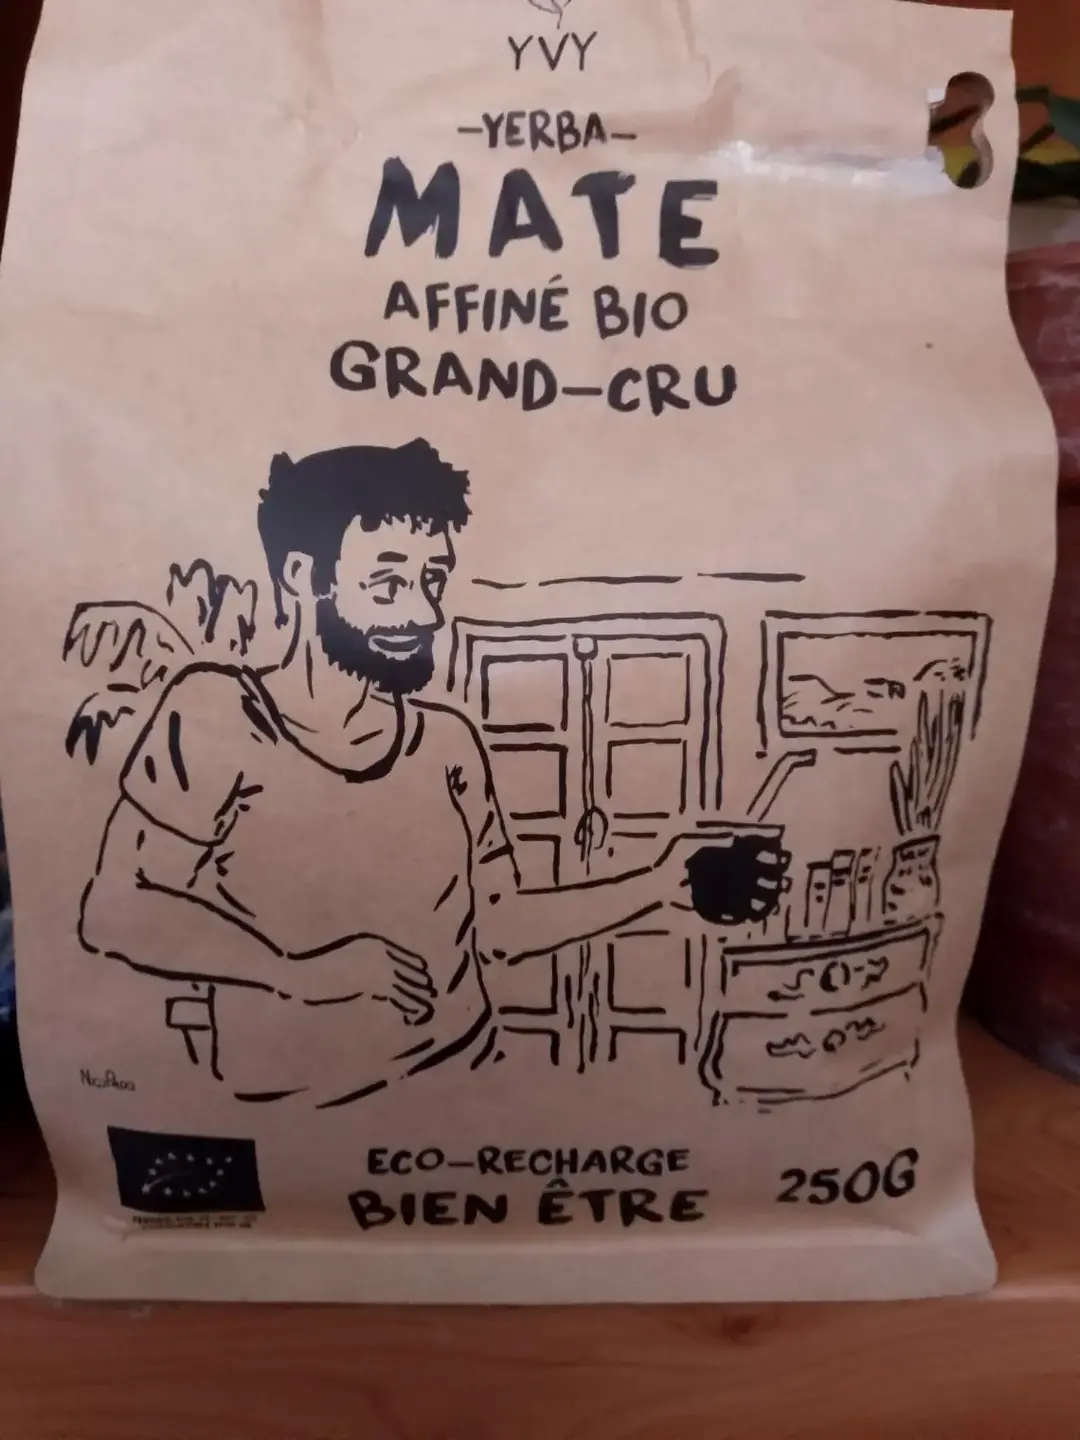 YVY
-YERBA-
MATE
AFFINÉ BIO
GRAND-CRU
ECO-RECHARGE
BIEN ÊTRE
250G